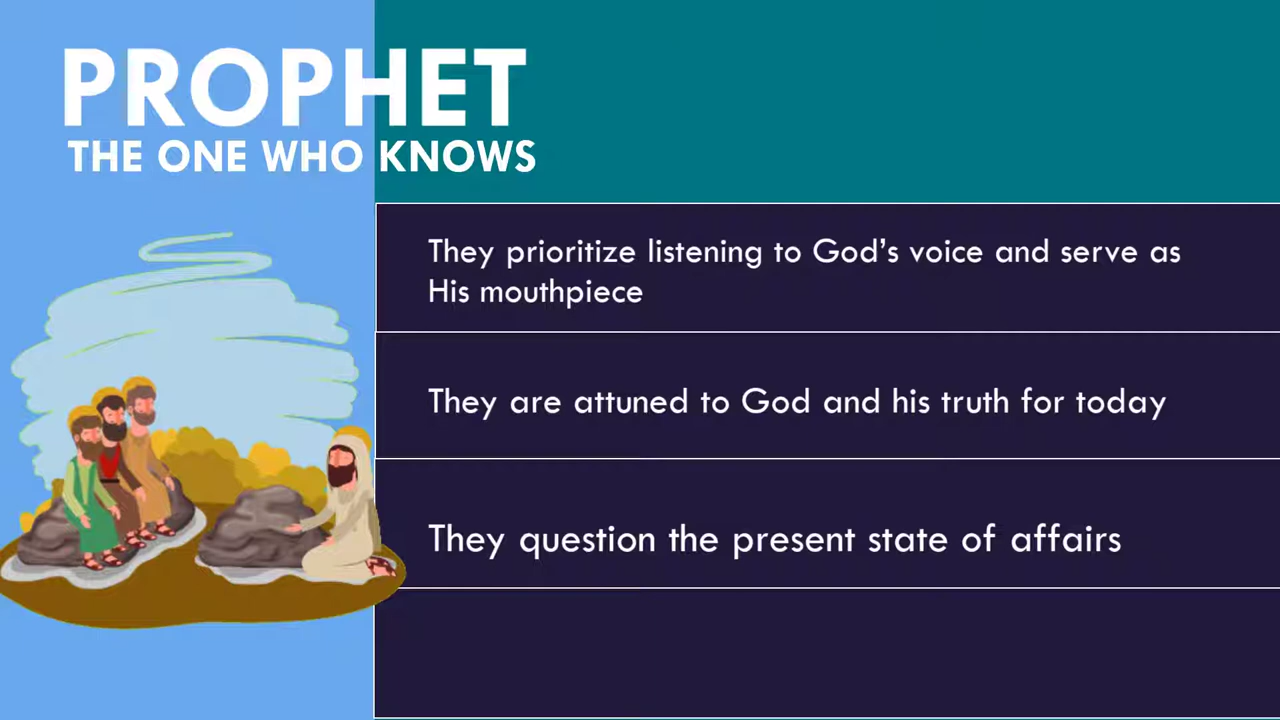 PROPHET
THE ONE WHO KNOWS
They prioritize listening to God’s voice and serve as
His mouthpiece
They are attuned to God and his truth for today
They question the present state of affairs